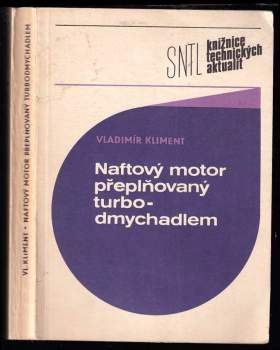 VL. KLIMENT • NAFTOVÝ MOTOR PŘEPLŇOVANÝ TURBODMYCHADLEM
SNTL
knižnice
technických
aktualit
VLADIMÍR KLIMENT
Naftový motor
přeplňovaný
turbo-
dmychadlem